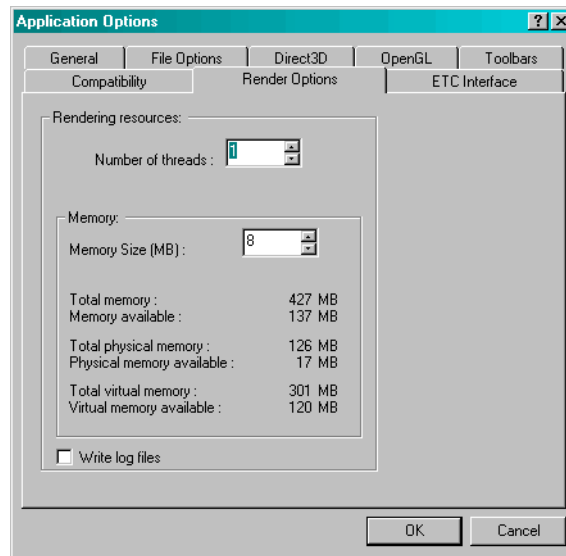 Application Options
General File Options Direct3D OpenGL Toolbars
Compatibility Render Options ETC Interface
Rendering resources:
Number of threads : 1
Memory:
Memory Size (MB) : 8
Total memory : 427 MB
Memory available : 137 MB
Total physical memory : 126 MB
Physical memory available : 17 MB
Total virtual memory : 301 MB
Virtual memory available : 120 MB
Write log files
OK Cancel